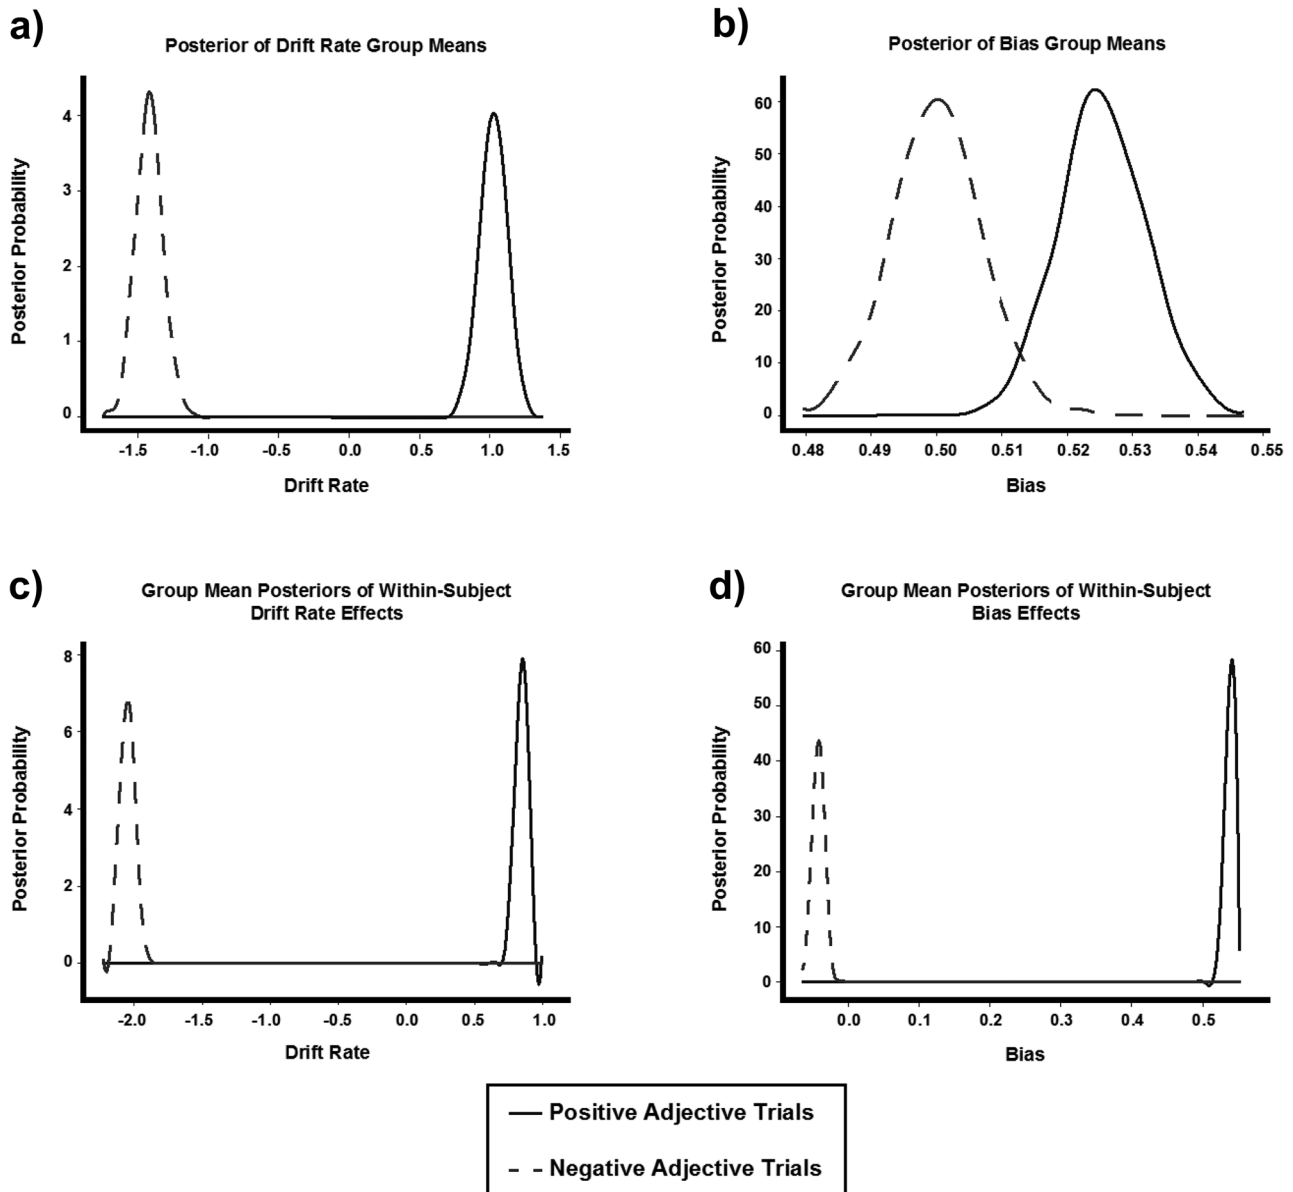 a)
Posterior of Drift Rate Group Means
Posterior Probability
4
3
2
1
0
-1.5 -1.0 -0.5 0.0 0.5 1.0 1.5
Drift Rate
b)
Posterior of Bias Group Means
Posterior Probability
60
50
40
30
20
10
0
0.48 0.49 0.50 0.51 0.52 0.53 0.54 0.55
Bias
c)
Group Mean Posteriors of Within-Subject
Drift Rate Effects
Posterior Probability
8
6
4
2
0
-2.0 -1.5 -1.0 -0.5 0.0 0.5 1.0
Drift Rate
d)
Group Mean Posteriors of Within-Subject
Bias Effects
Posterior Probability
60
50
40
30
20
10
0
0.0 0.1 0.2 0.3 0.4 0.5
Bias
Positive Adjective Trials
Negative Adjective Trials